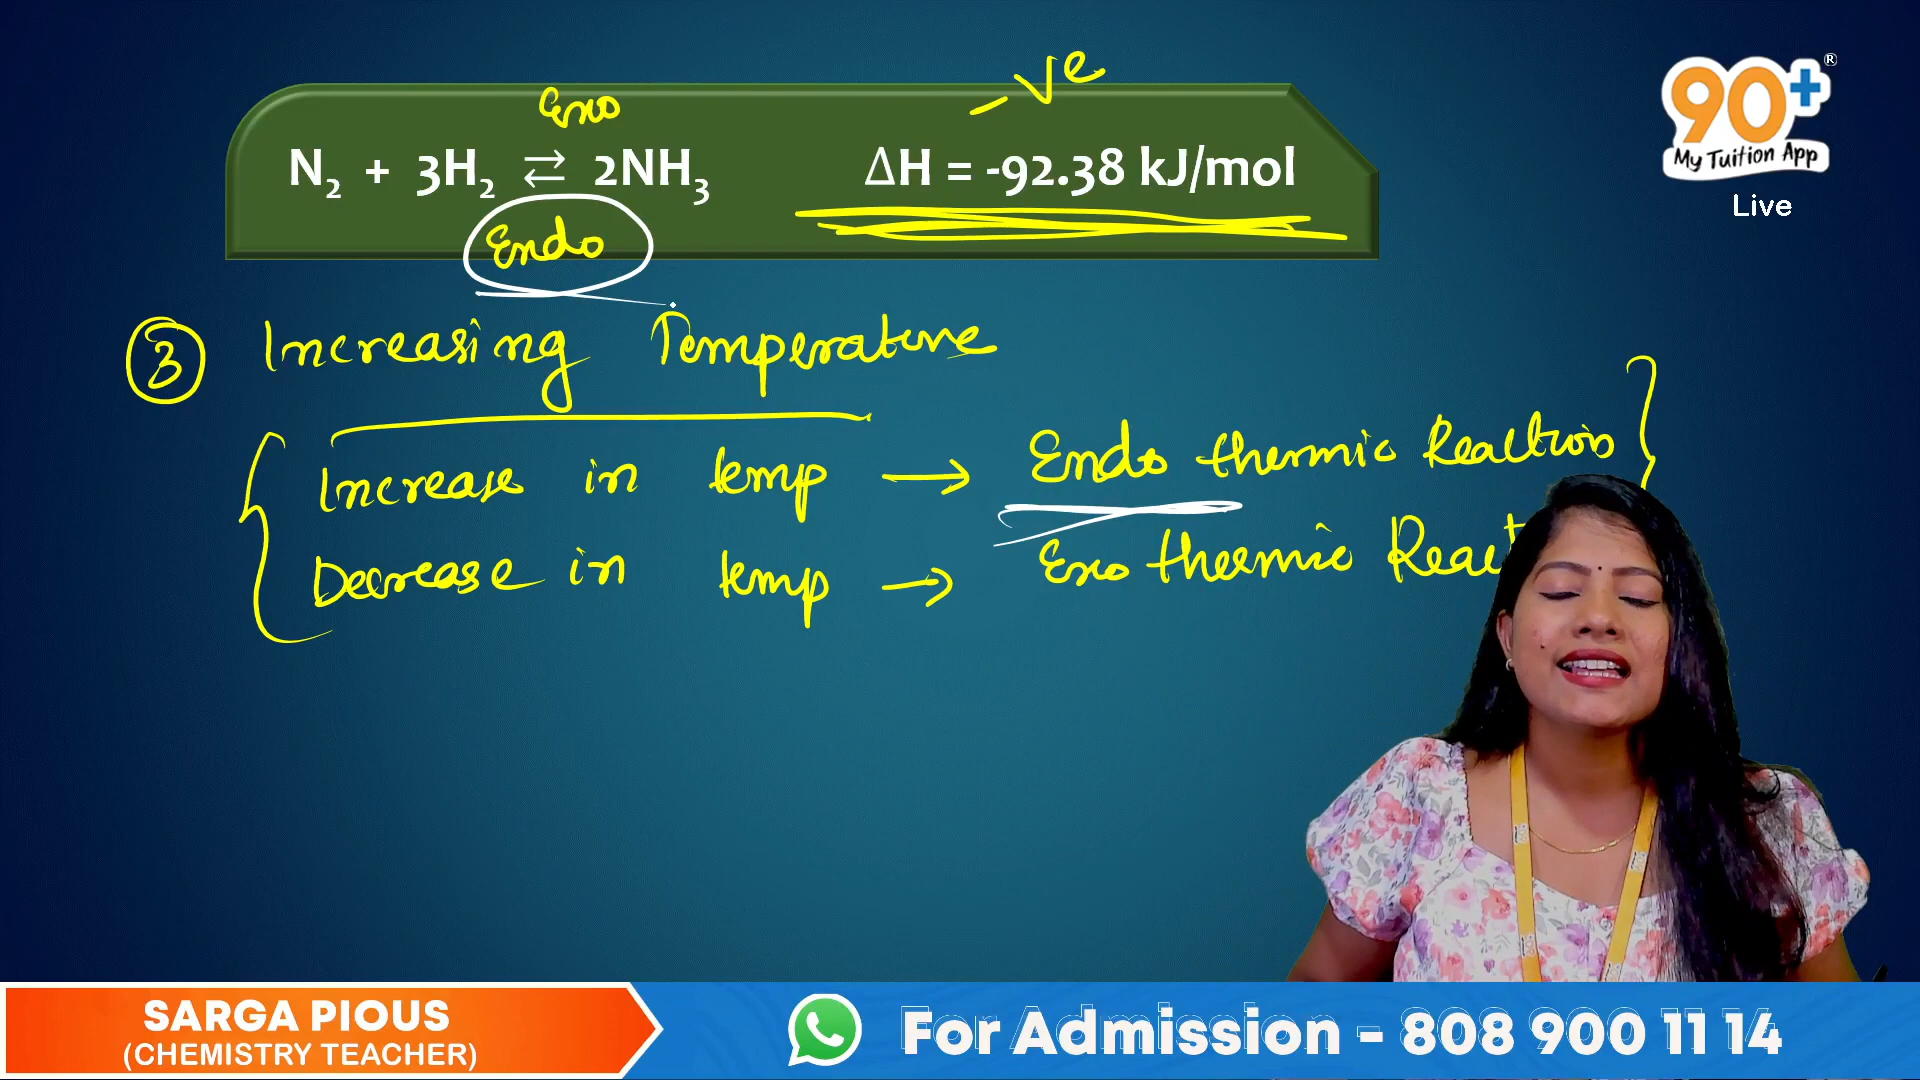 -Ve
Exo
N₂ + 3H₂ ⇄ 2NH₃ ΔH = -92.38 kJ/mol
Endo
90+®
My Tuition App
Live
3 Increasing Temperature
Increase in temp → Endo thermic Reaction
Decrease in temp → Exo thermic React
SARGA PIOUS
(CHEMISTRY TEACHER)
For Admission - 808 900 11 14